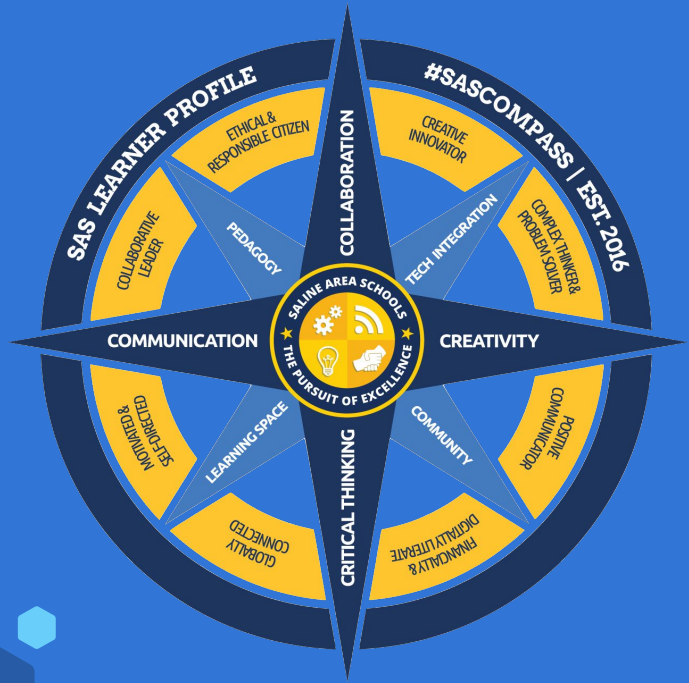 SAS LEARNER PROFILE
#SASCOMPASS | EST. 2016
ETHICAL &
RESPONSIBLE CITIZEN
CREATIVE
INNOVATOR
COLLABORATIVE
LEADER
COMPLEX THINKER &
PROBLEM SOLVER
COLLABORATION
PEDAGOGY
TECH INTEGRATION
COMMUNICATION
SALINE AREA SCHOOLS
THE PURSUIT OF EXCELLENCE
CREATIVITY
LEARNING SPACE
COMMUNITY
CRITICAL THINKING
MOTIVATED &
SELF-DIRECTED
POSITIVE
COMMUNICATOR
GLOBALLY
CONNECTED
FINANCIALLY &
DIGITALLY LITERATE